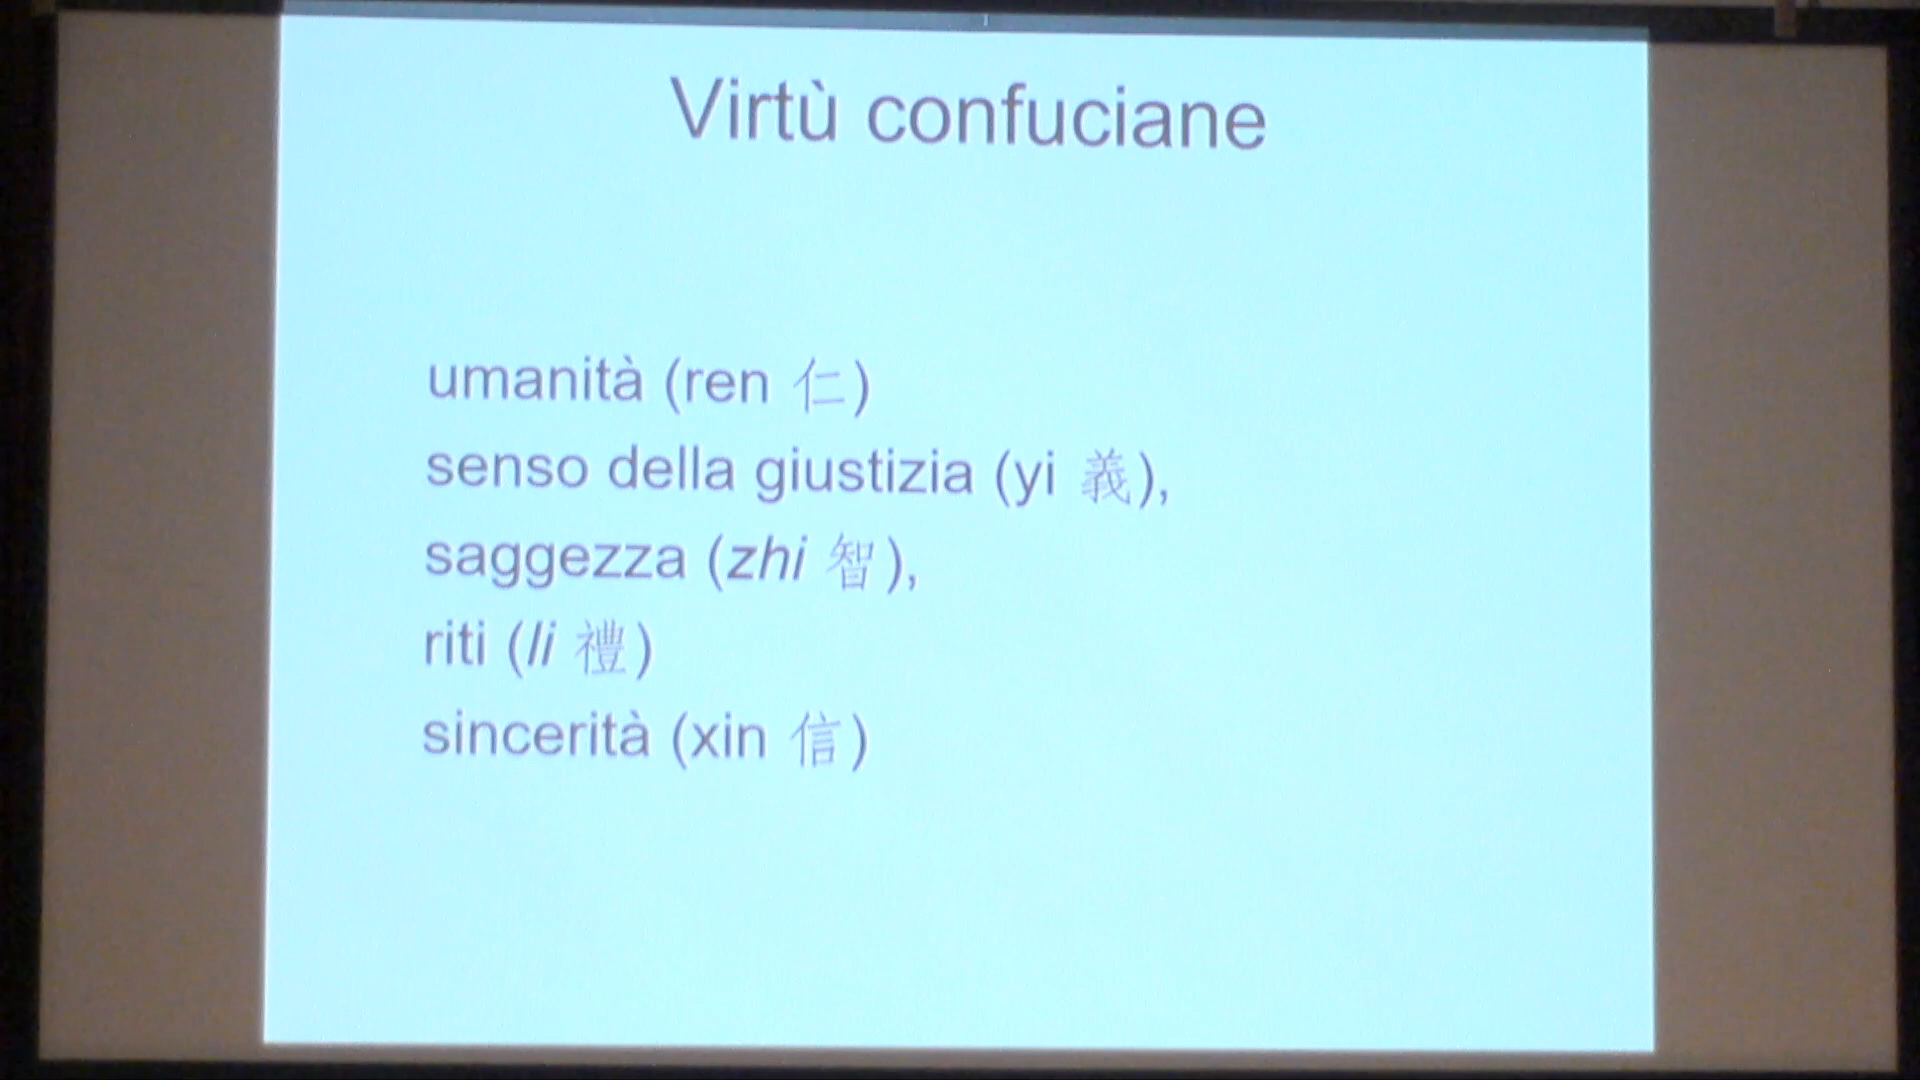 Virtù confuciane
umanità (ren 仁)
senso della giustizia (yi 義),
saggezza (zhi 智),
riti (li 禮)
sincerità (xin 信)